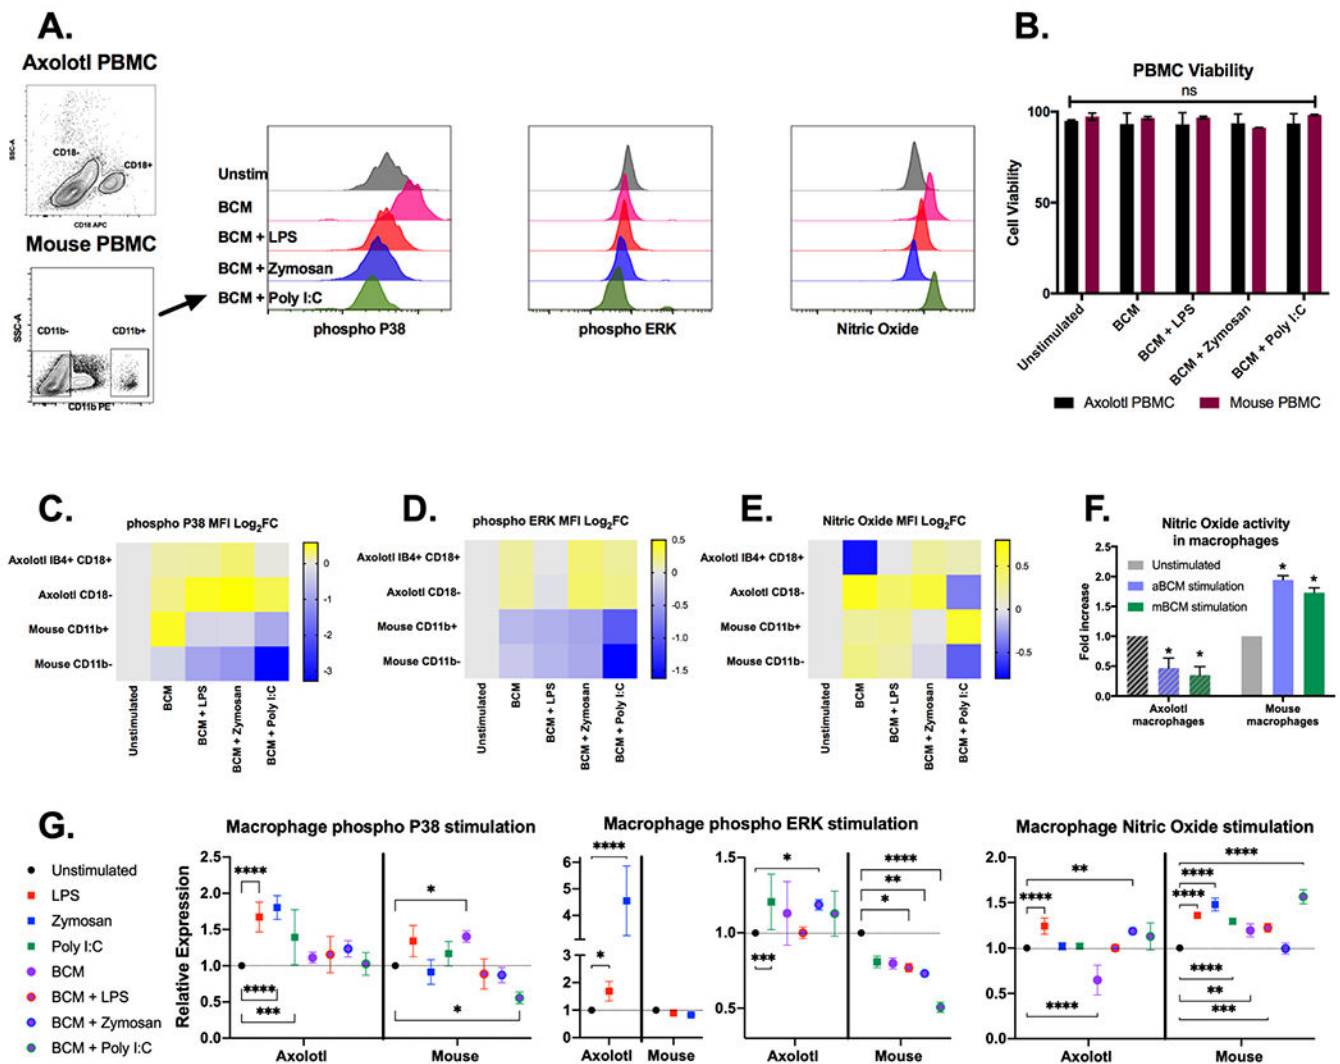 A.
Axolotl PBMC
SSC-A
CD18-
CD18+
CD18 APC
Mouse PBMC
SSC-A
CD11b-
CD11b+
CD11b PE
Unstim
BCM
BCM + LPS
BCM + Zymosan
BCM + Poly I:C
phospho P38
phospho ERK
Nitric Oxide
B.
PBMC Viability
ns
Cell Viability
100
50
0
Unstimulated
BCM
BCM + LPS
BCM + Zymosan
BCM + Poly I:C
Axolotl PBMC
Mouse PBMC
C.
phospho P38 MFI Log2FC
Axolotl IB4+ CD18+
Axolotl CD18-
Mouse CD11b+
Mouse CD11b-
Unstimulated
BCM
BCM + LPS
BCM + Zymosan
BCM + Poly I:C
0
-1
-2
-3
D.
phospho ERK MFI Log2FC
Axolotl IB4+ CD18+
Axolotl CD18-
Mouse CD11b+
Mouse CD11b-
Unstimulated
BCM
BCM + LPS
BCM + Zymosan
BCM + Poly I:C
0.5
0
-0.5
-1.0
-1.5
E.
Nitric Oxide MFI Log2FC
Axolotl IB4+ CD18+
Axolotl CD18-
Mouse CD11b+
Mouse CD11b-
Unstimulated
BCM
BCM + LPS
BCM + Zymosan
BCM + Poly I:C
0.5
0
-0.5
F.
Nitric Oxide activity
in macrophages
Fold increase
2.5
2.0
1.5
1.0
0.5
0.0
Unstimulated
aBCM stimulation
mBCM stimulation
* * * *
Axolotl
macrophages
Mouse
macrophages
G.
Unstimulated
LPS
Zymosan
Poly I:C
BCM
BCM + LPS
BCM + Zymosan
BCM + Poly I:C
Macrophage phospho P38 stimulation
Relative Expression
2.5
2.0
1.5
1.0
0.5
0.0
****
****
***
*
*
Axolotl
Mouse
Macrophage phospho ERK stimulation
6
4
2
3
2
1
0
****
*
Axolotl
Mouse
1.5
1.0
0.5
*
***
****
**
*
Axolotl
Mouse
Macrophage Nitric Oxide stimulation
2.0
1.5
1.0
0.5
0.0
**
****
****
****
****
****
****
**
***
Axolotl
Mouse